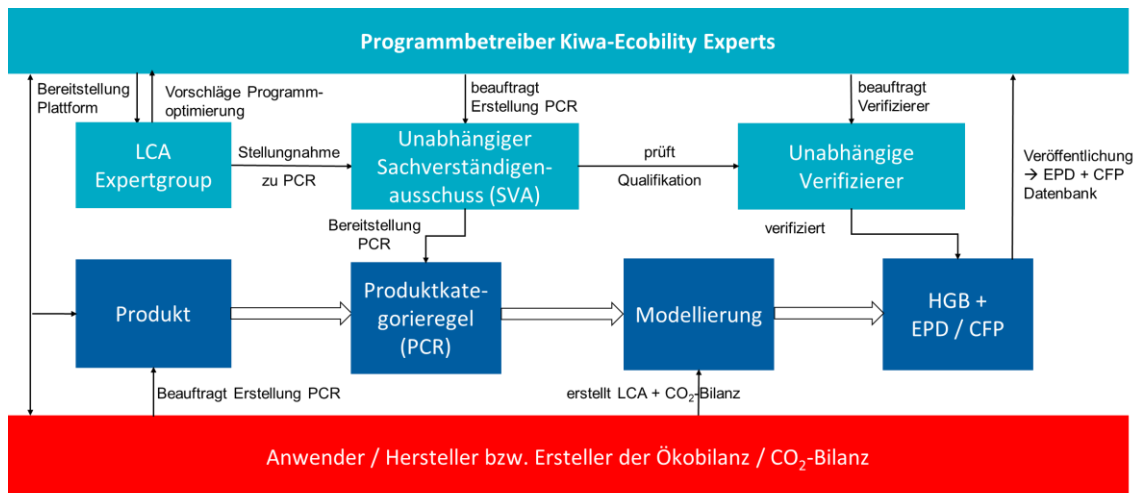 Programmbetreiber Kiwa-Ecobility Experts
Bereitstellung
Plattform
Vorschläge Programm-
optimierung
beauftragt
Erstellung PCR
beauftragt
Verifizierer
LCA
Expertgroup
Stellungnahme
zu PCR
Unabhängiger
Sachverständigen-
ausschuss (SVA)
prüft
Qualifikation
Unabhängige
Verifizierer
Veröffentlichung
→ EPD + CFP
Datenbank
Bereitstellung
PCR
verifiziert
Produkt
Produktkate-
gorieregel
(PCR)
Modellierung
HGB +
EPD / CFP
Beauftragt Erstellung PCR
erstellt LCA + CO₂-Bilanz
Anwender / Hersteller bzw. Ersteller der Ökobilanz / CO₂-Bilanz